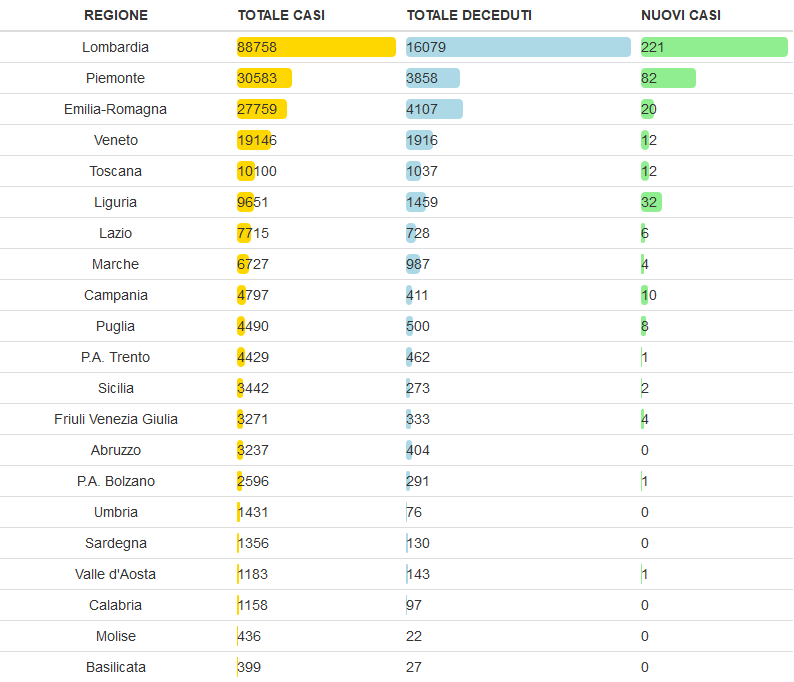 REGIONE TOTALE CASI TOTALE DECEDUTI NUOVI CASI
Lombardia 88758 16079 221
Piemonte 30583 3858 82
Emilia-Romagna 27759 4107 20
Veneto 19146 1916 12
Toscana 10100 1037 12
Liguria 9651 1459 32
Lazio 7715 728 6
Marche 6727 987 4
Campania 4797 411 10
Puglia 4490 500 8
P.A. Trento 4429 462 1
Sicilia 3442 273 2
Friuli Venezia Giulia 3271 333 4
Abruzzo 3237 404 0
P.A. Bolzano 2596 291 1
Umbria 1431 76 0
Sardegna 1356 130 0
Valle d'Aosta 1183 143 1
Calabria 1158 97 0
Molise 436 22 0
Basilicata 399 27 0